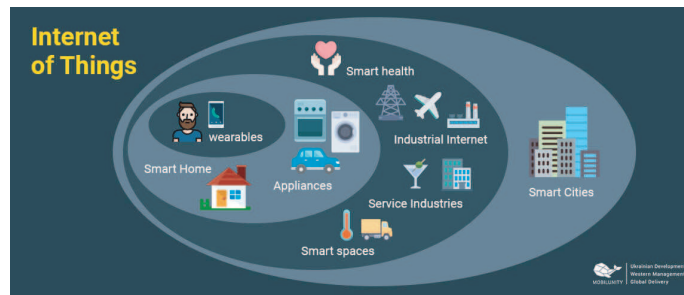 Internet
of Things
Smart health
wearables
Industrial Internet
Smart Home
Appliances
Service Industries
Smart Cities
Smart spaces
MOBILUNITY
Ukrainian Developmen
Western Management
Global Delivery